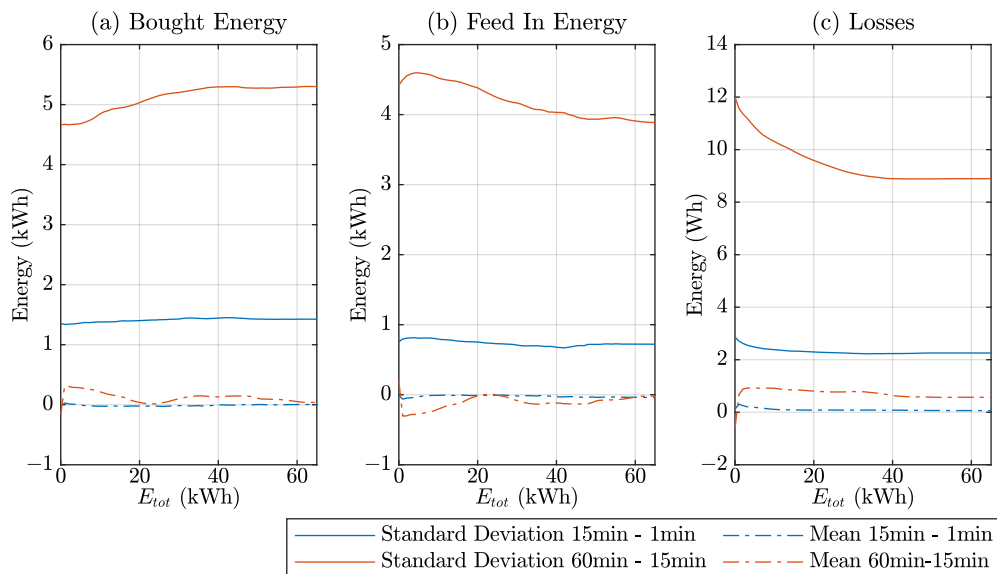 (a) Bought Energy
(b) Feed In Energy
(c) Losses
6
5
4
3
2
1
0
−1
Energy (kWh)
0 20 40 60
E_tot (kWh)
5
4
3
2
1
0
−1
Energy (kWh)
0 20 40 60
E_tot (kWh)
14
12
10
8
6
4
2
0
−2
Energy (Wh)
0 20 40 60
E_tot (kWh)
Standard Deviation 15min - 1min
Mean 15min - 1min
Standard Deviation 60min - 15min
Mean 60min-15min